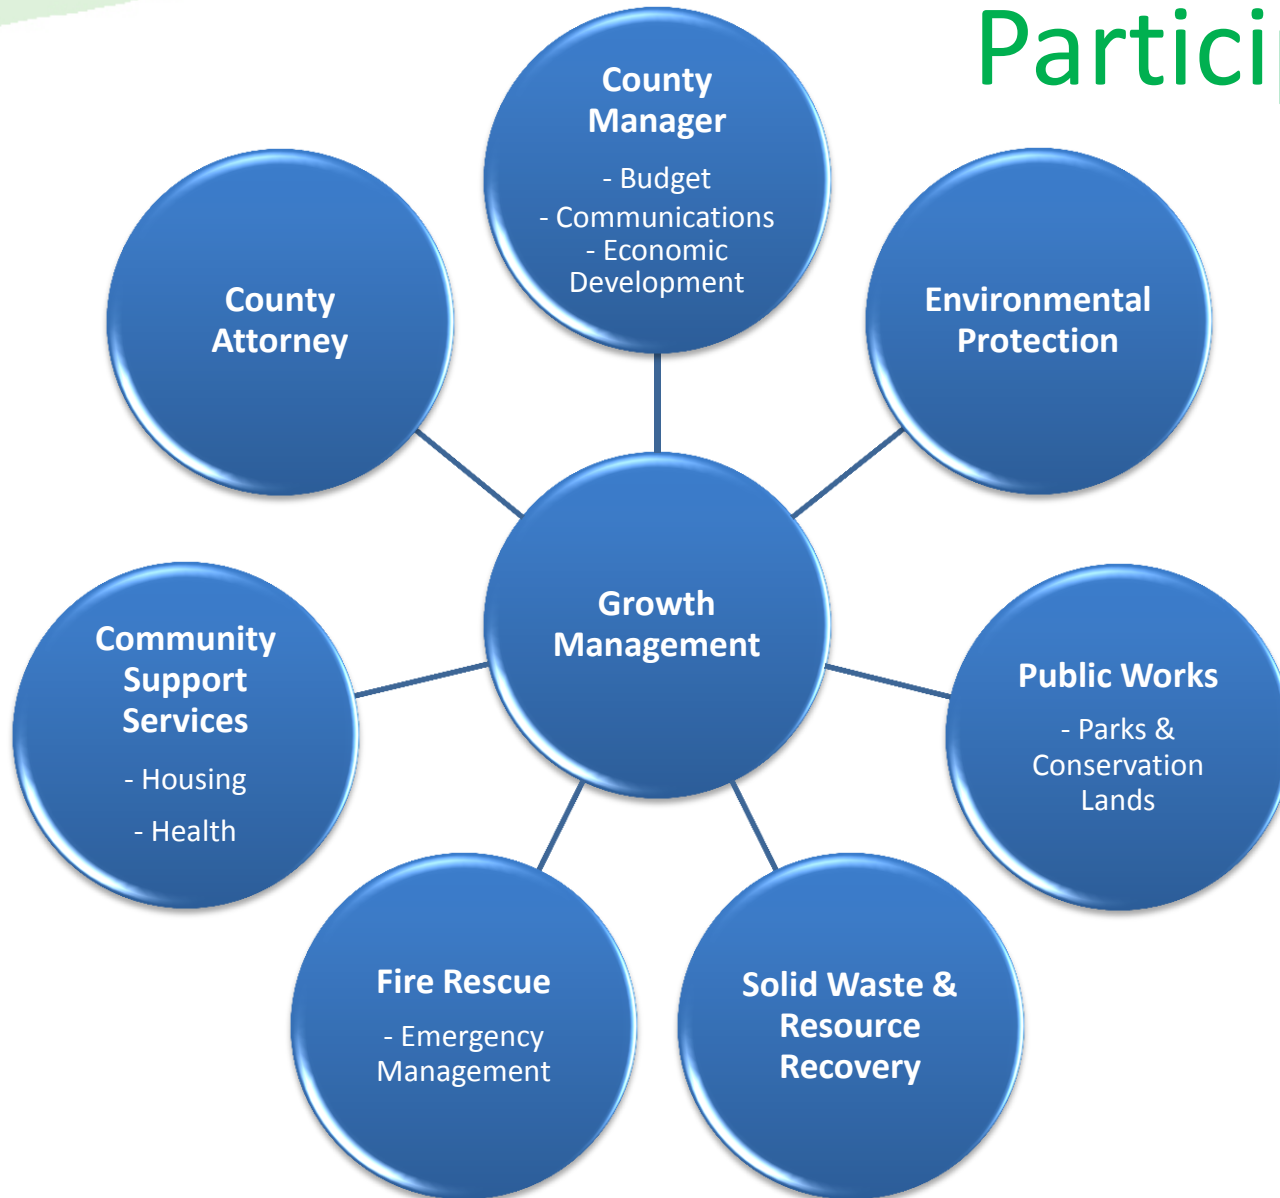 Particip
County
Manager
- Budget
- Communications
- Economic
Development
County
Attorney
Environmental
Protection
Growth
Management
Community
Support
Services
- Housing
- Health
Public Works
- Parks &
Conservation
Lands
Fire Rescue
- Emergency
Management
Solid Waste &
Resource
Recovery